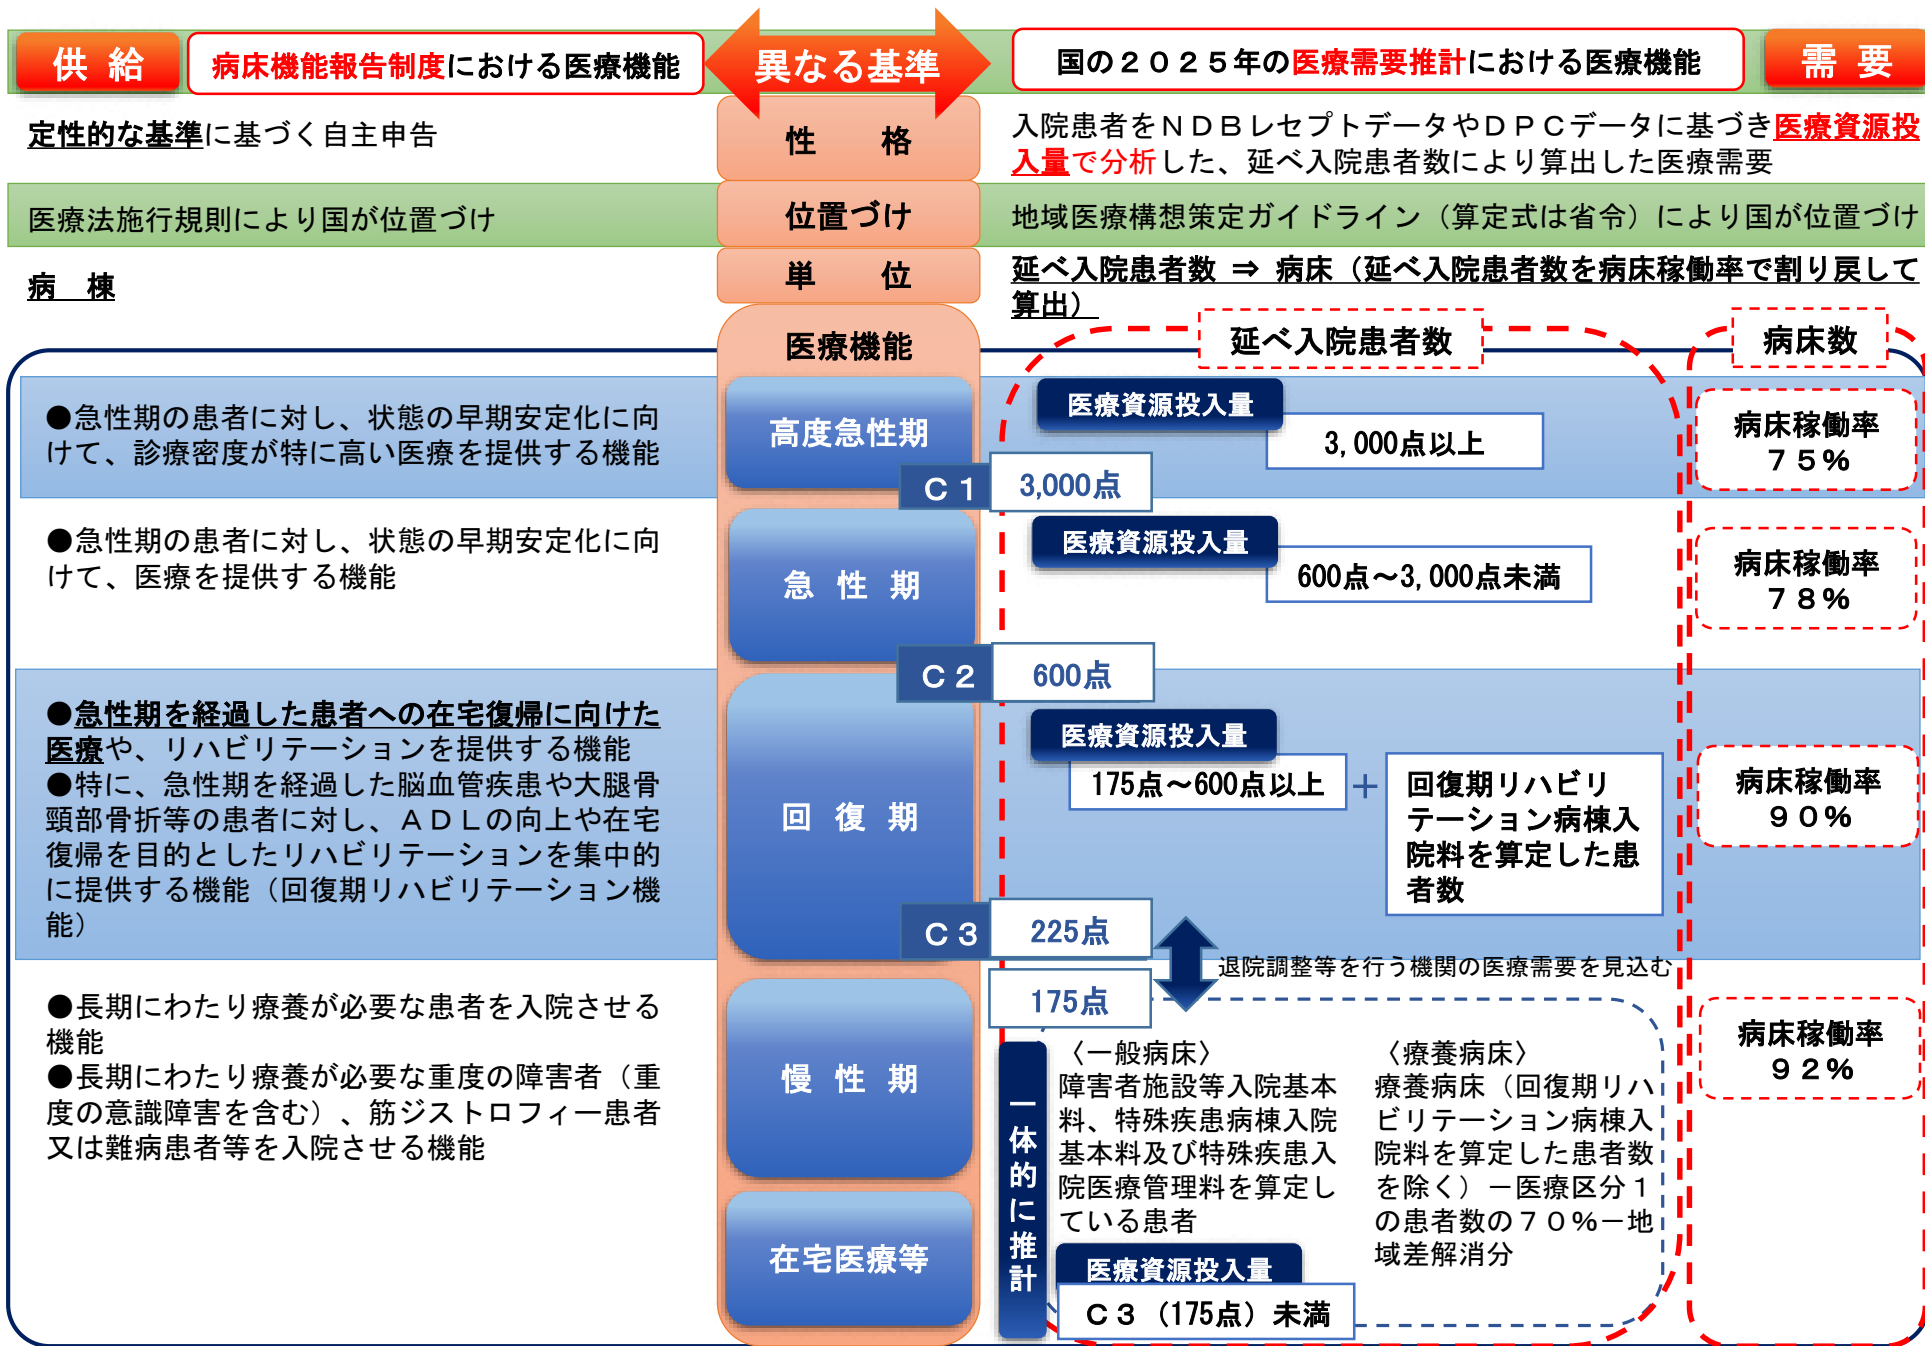 供 給
病床機能報告制度における医療機能
異なる基準
国の２０２５年の医療需要推計における医療機能
需 要
定性的な基準に基づく自主申告
性　格
入院患者をＮＤＢレセプトデータやＤＰＣデータに基づき医療資源投
入量で分析した、延べ入院患者数により算出した医療需要
医療法施行規則により国が位置づけ
位置づけ
地域医療構想策定ガイドライン（算定式は省令）により国が位置づけ
病　棟
単　位
延べ入院患者数 ⇒ 病床（延べ入院患者数を病床稼働率で割り戻して
算出）
医療機能
延べ入院患者数
病床数
●急性期の患者に対し、状態の早期安定化に向
けて、診療密度が特に高い医療を提供する機能
高度急性期
医療資源投入量
3,000点以上
病床稼働率
７５％
Ｃ１
3,000点
●急性期の患者に対し、状態の早期安定化に向
けて、医療を提供する機能
急 性 期
医療資源投入量
600点～3,000点未満
病床稼働率
７８％
Ｃ２
600点
●急性期を経過した患者への在宅復帰に向けた
医療や、リハビリテーションを提供する機能
●特に、急性期を経過した脳血管疾患や大腿骨
頸部骨折等の患者に対し、ＡＤＬの向上や在宅
復帰を目的としたリハビリテーションを集中的
に提供する機能（回復期リハビリテーション機
能）
回 復 期
医療資源投入量
175点～600点以上
＋
回復期リハビリ
テーション病棟入
院料を算定した患
者数
病床稼働率
９０％
Ｃ３
225点
175点
退院調整等を行う機関の医療需要を見込む
●長期にわたり療養が必要な患者を入院させる
機能
●長期にわたり療養が必要な重度の障害者（重
度の意識障害を含む）、筋ジストロフィー患者
又は難病患者等を入院させる機能
慢 性 期
在宅医療等
一体的に推計
〈一般病床〉
障害者施設等入院基本
料、特殊疾患病棟入院
基本料及び特殊疾患入
院医療管理料を算定し
ている患者
〈療養病床〉
療養病床（回復期リハ
ビリテーション病棟入
院料を算定した患者数
を除く）－医療区分１
の患者数の７０％－地
域差解消分
医療資源投入量
Ｃ３（175点）未満
病床稼働率
９２％